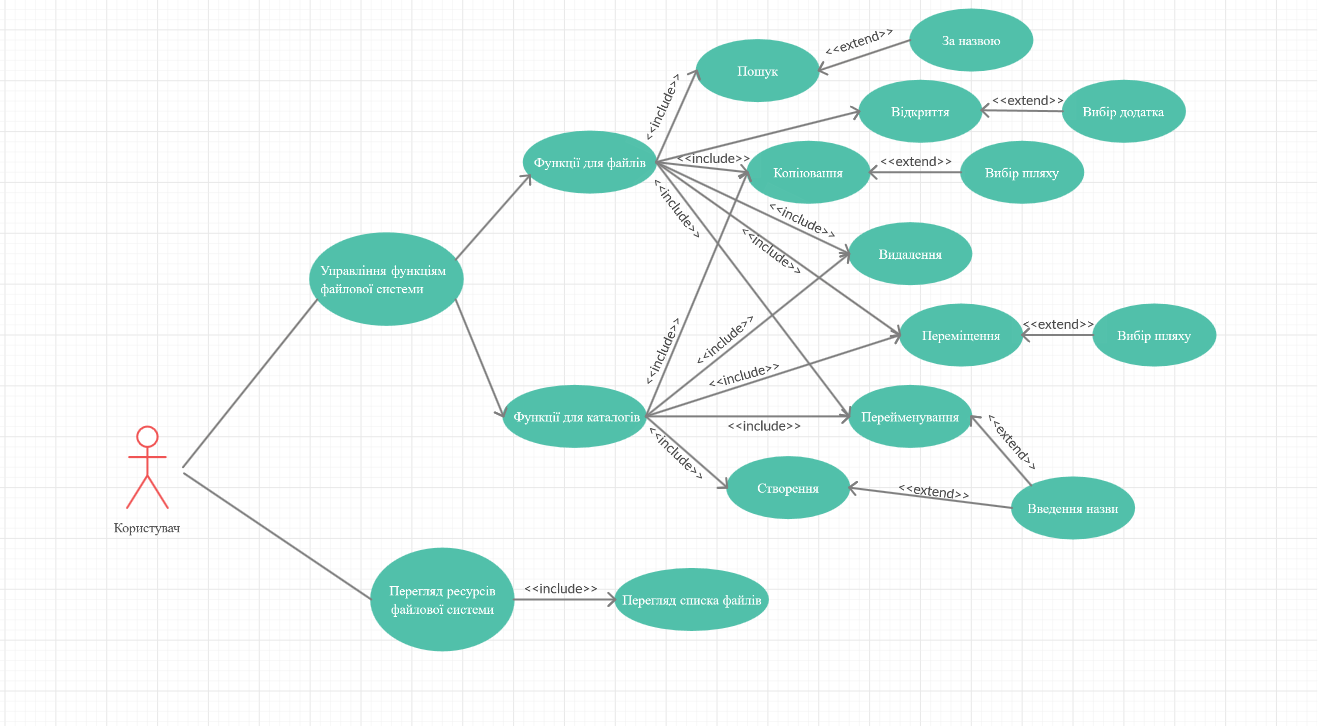 <<extend>>
За назвою
Пошук
<<include>>
Відкриття
<<extend>>
Вибір додатка
Функції для файлів
<<include>>
Копіювання
<<extend>>
Вибір шляху
<<include>>
<<include>>
<<include>>
Видалення
Управління функціям
файлової системи
<<include>>
<<include>>
<<include>>
Переміщення
<<extend>>
Вибір шляху
Функції для каталогів
<<include>>
Перейменування
<<extend>>
<<include>>
Створення
<<extend>>
Введення назви
Користувач
Перегляд ресурсів
файлової системи
<<include>>
Перегляд списка файлів